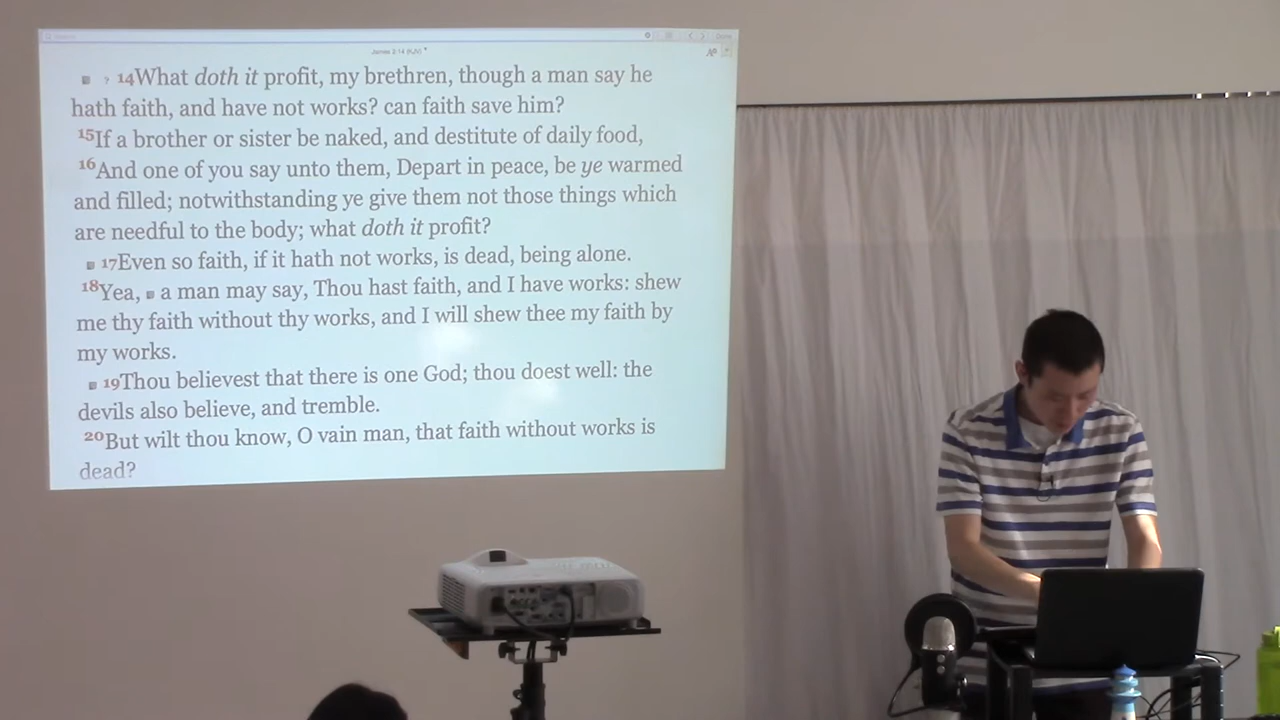 James 2:14 (KJV)
14What doth it profit, my brethren, though a man say he
hath faith, and have not works? can faith save him?
15If a brother or sister be naked, and destitute of daily food,
16And one of you say unto them, Depart in peace, be ye warmed
and filled; notwithstanding ye give them not those things which
are needful to the body; what doth it profit?
17Even so faith, if it hath not works, is dead, being alone.
18Yea, a man may say, Thou hast faith, and I have works: shew
me thy faith without thy works, and I will shew thee my faith by
my works.
19Thou believest that there is one God; thou doest well: the
devils also believe, and tremble.
20But wilt thou know, O vain man, that faith without works is
dead?